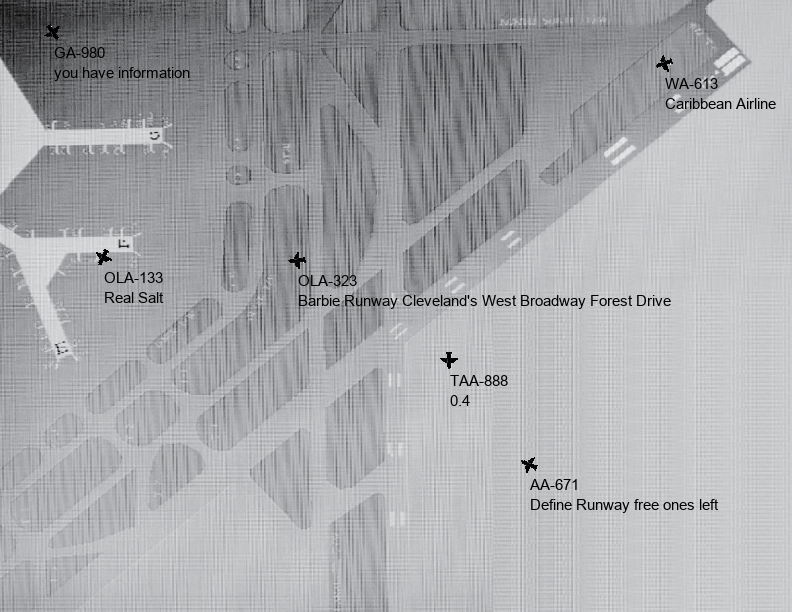 GA-980
you have information
WA-613
Caribbean Airline
OLA-133
Real Salt
OLA-323
Barbie Runway Cleveland's West Broadway Forest Drive
TAA-888
0.4
AA-671
Define Runway free ones left